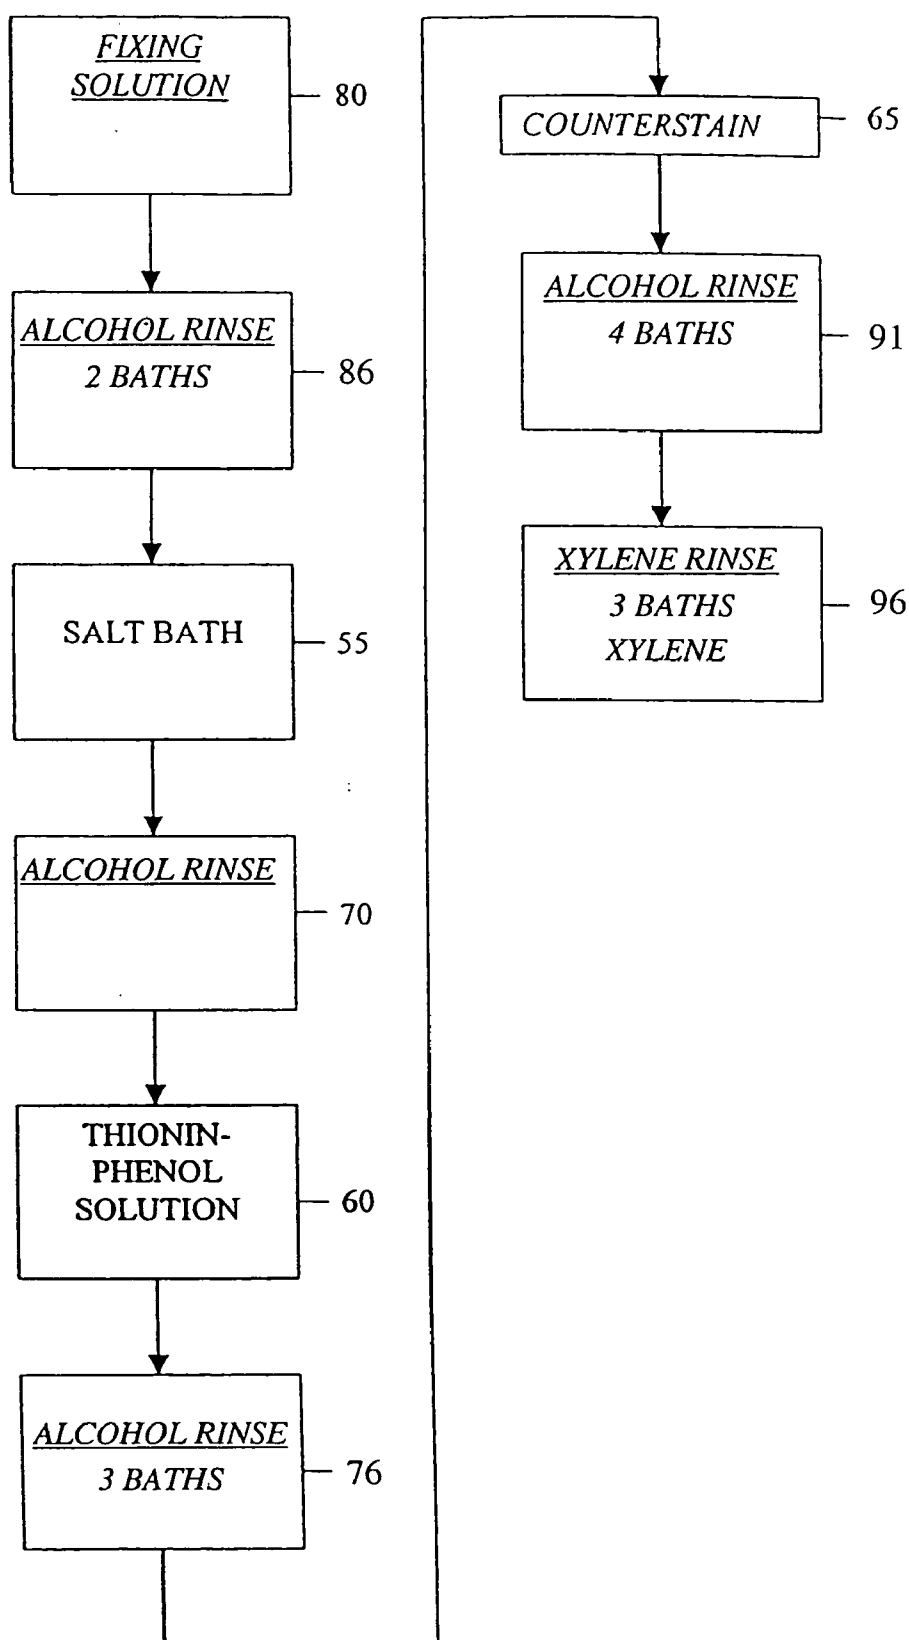 FIXING
SOLUTION
80
ALCOHOL RINSE
2 BATHS
86
SALT BATH
55
ALCOHOL RINSE
70
THIONIN-
PHENOL
SOLUTION
60
ALCOHOL RINSE
3 BATHS
76
COUNTERSTAIN
65
ALCOHOL RINSE
4 BATHS
91
XYLENE RINSE
3 BATHS
XYLENE
96